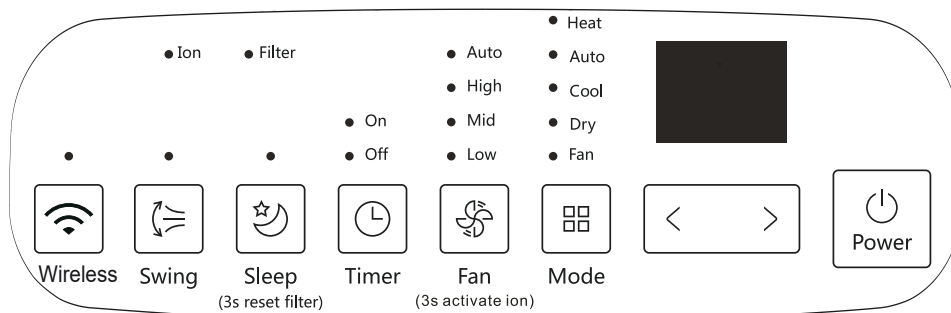 Heat
Ion Filter Auto Auto
High Cool
On Mid Dry
Off Low Fan
Power
Wireless Swing Sleep Timer Fan Mode
(3s reset filter) (3s activate ion)